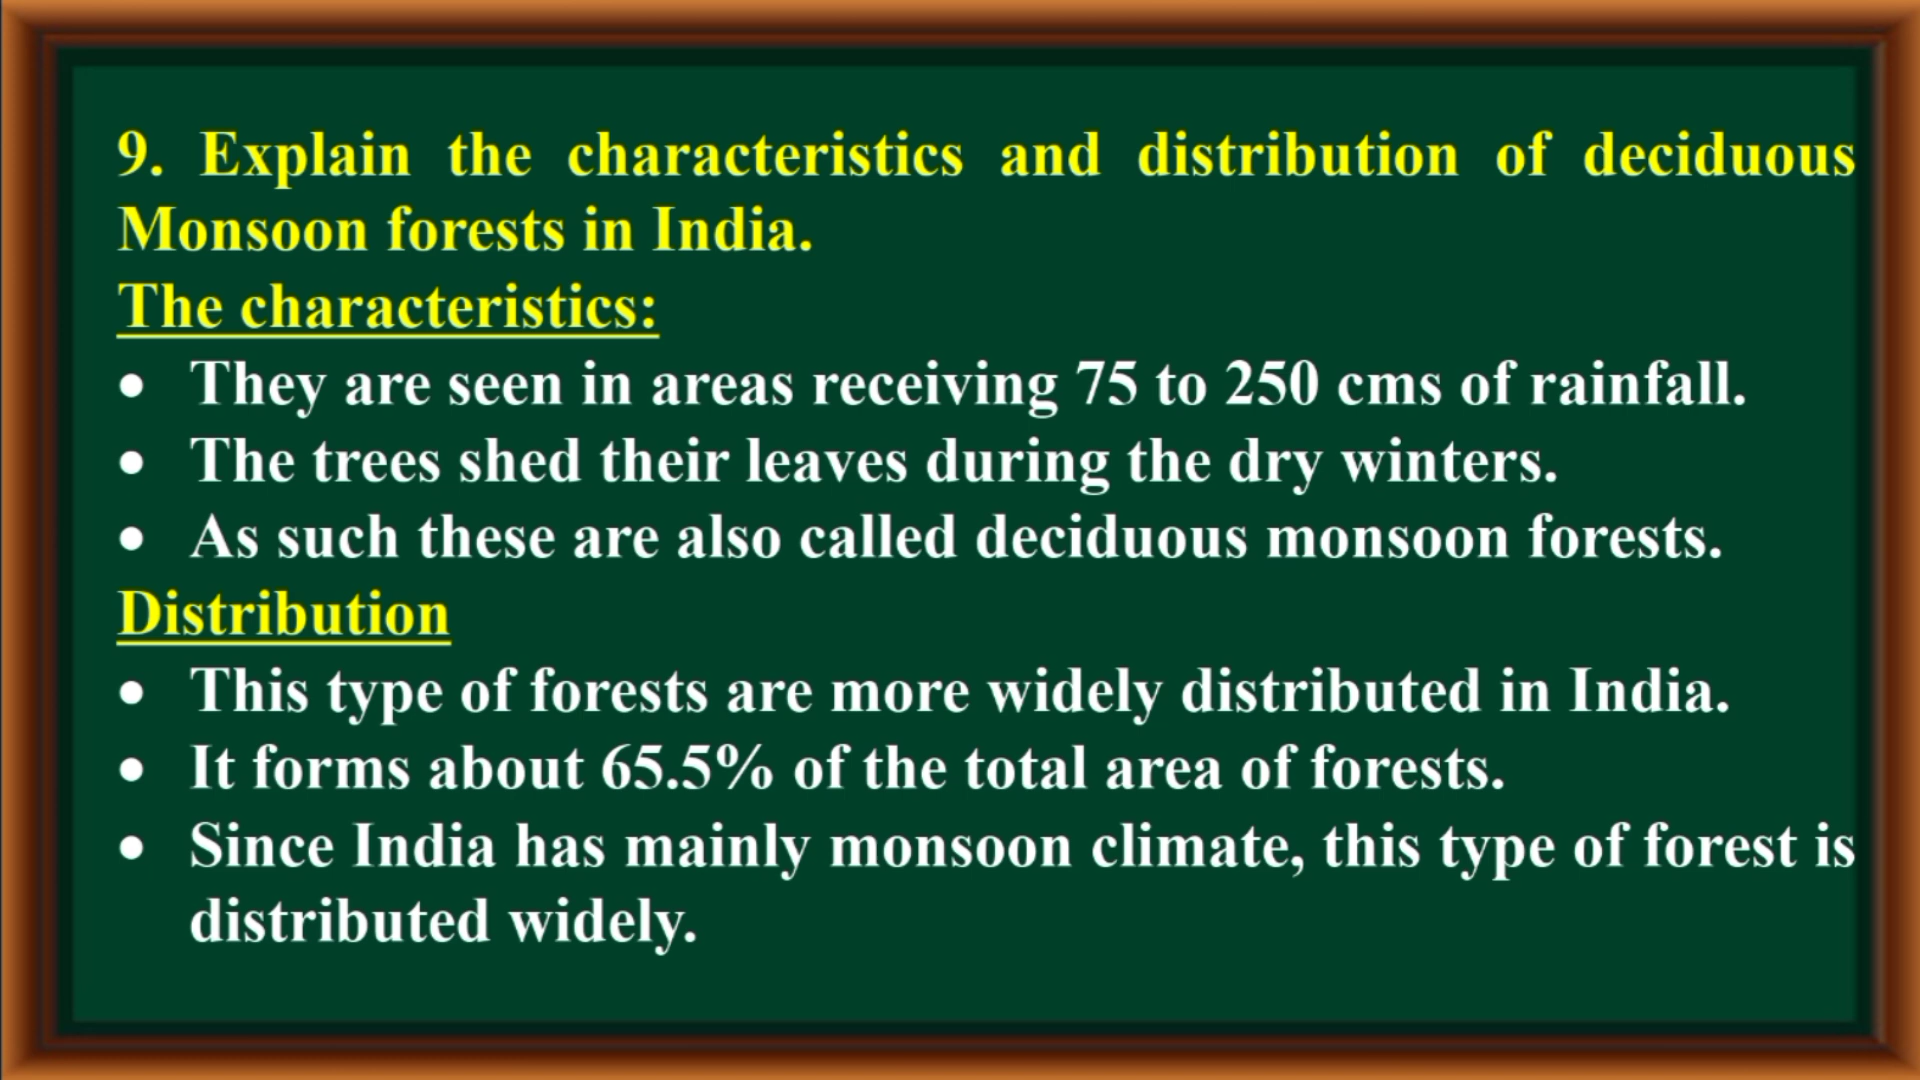 9. Explain the characteristics and distribution of deciduous
Monsoon forests in India.
The characteristics:
• They are seen in areas receiving 75 to 250 cms of rainfall.
• The trees shed their leaves during the dry winters.
• As such these are also called deciduous monsoon forests.
Distribution
• This type of forests are more widely distributed in India.
• It forms about 65.5% of the total area of forests.
• Since India has mainly monsoon climate, this type of forest is
distributed widely.